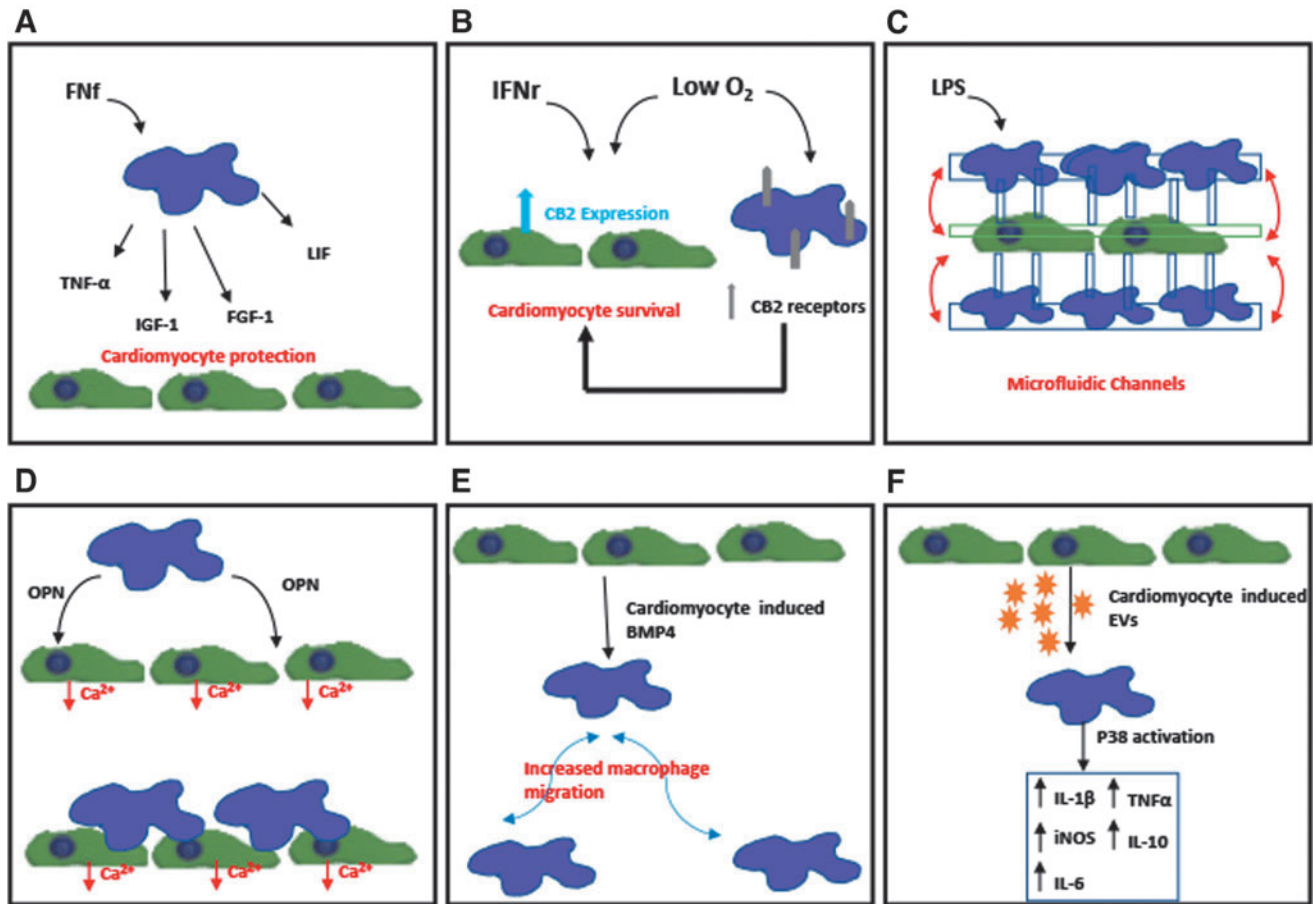 A
FNf
TNF-α
IGF-1
FGF-1
LIF
Cardiomyocyte protection
B
IFNr
Low O₂
CB2 Expression
Cardiomyocyte survival
CB2 receptors
C
LPS
Microfluidic Channels
D
OPN
OPN
Ca²⁺
Ca²⁺
Ca²⁺
Ca²⁺
Ca²⁺
Ca²⁺
E
Cardiomyocyte induced
BMP4
Increased macrophage
migration
F
Cardiomyocyte induced
EVs
P38 activation
IL-1β
TNFα
iNOS
IL-10
IL-6